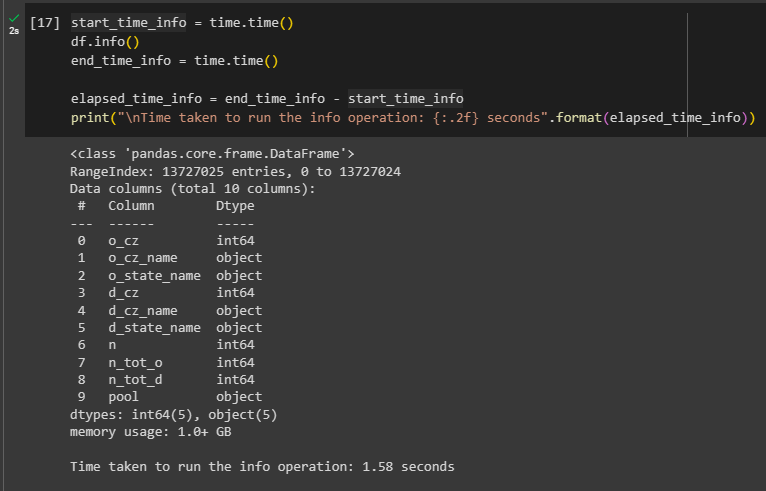 [17] start_time_info = time.time()
df.info()
end_time_info = time.time()
2s
elapsed_time_info = end_time_info - start_time_info
print("\nTime taken to run the info operation: {:.2f} seconds".format(elapsed_time_info))
<class 'pandas.core.frame.DataFrame'>
RangeIndex: 13727025 entries, 0 to 13727024
Data columns (total 10 columns):
 #   Column        Dtype
---  ------        -----
 0   o_cz          int64
 1   o_cz_name     object
 2   o_state_name  object
 3   d_cz          int64
 4   d_cz_name     object
 5   d_state_name  object
 6   n             int64
 7   n_tot_o       int64
 8   n_tot_d       int64
 9   pool          object
dtypes: int64(5), object(5)
memory usage: 1.0+ GB
Time taken to run the info operation: 1.58 seconds